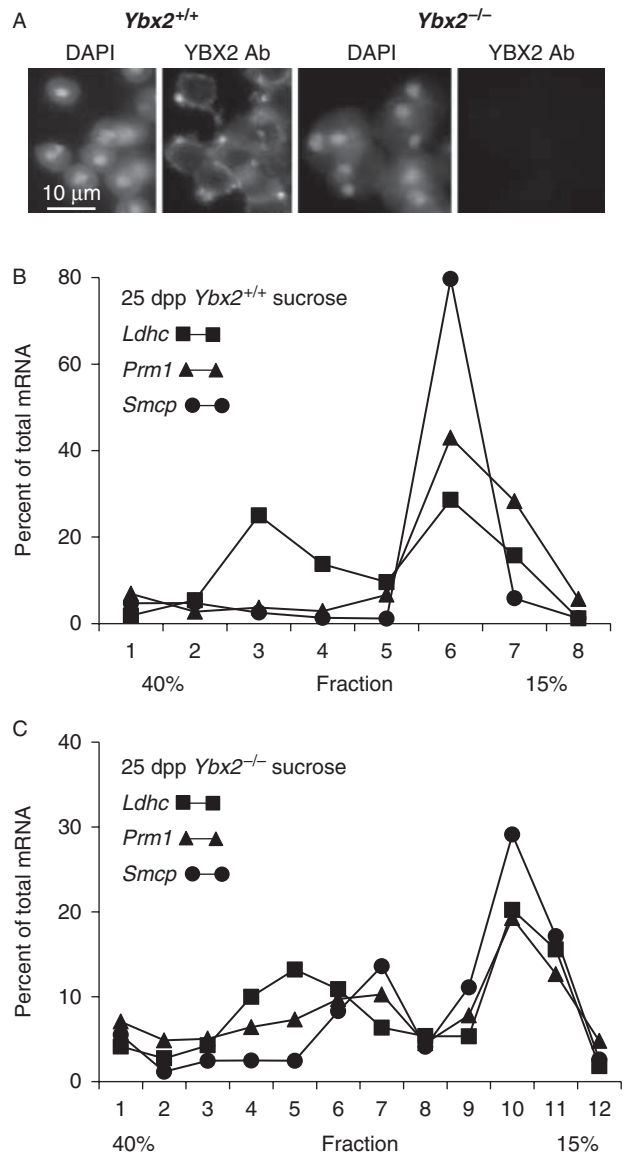 A
Ybx2+/+
Ybx2–/–
DAPI
YBX2 Ab
DAPI
YBX2 Ab
10 μm
B
80
60
40
20
0
Percent of total mRNA
25 dpp Ybx2+/+ sucrose
Ldhc
Prm1
Smcp
1 2 3 4 5 6 7 8
40% Fraction 15%
C
40
30
20
10
0
Percent of total mRNA
25 dpp Ybx2–/– sucrose
Ldhc
Prm1
Smcp
1 2 3 4 5 6 7 8 9 10 11 12
40% Fraction 15%